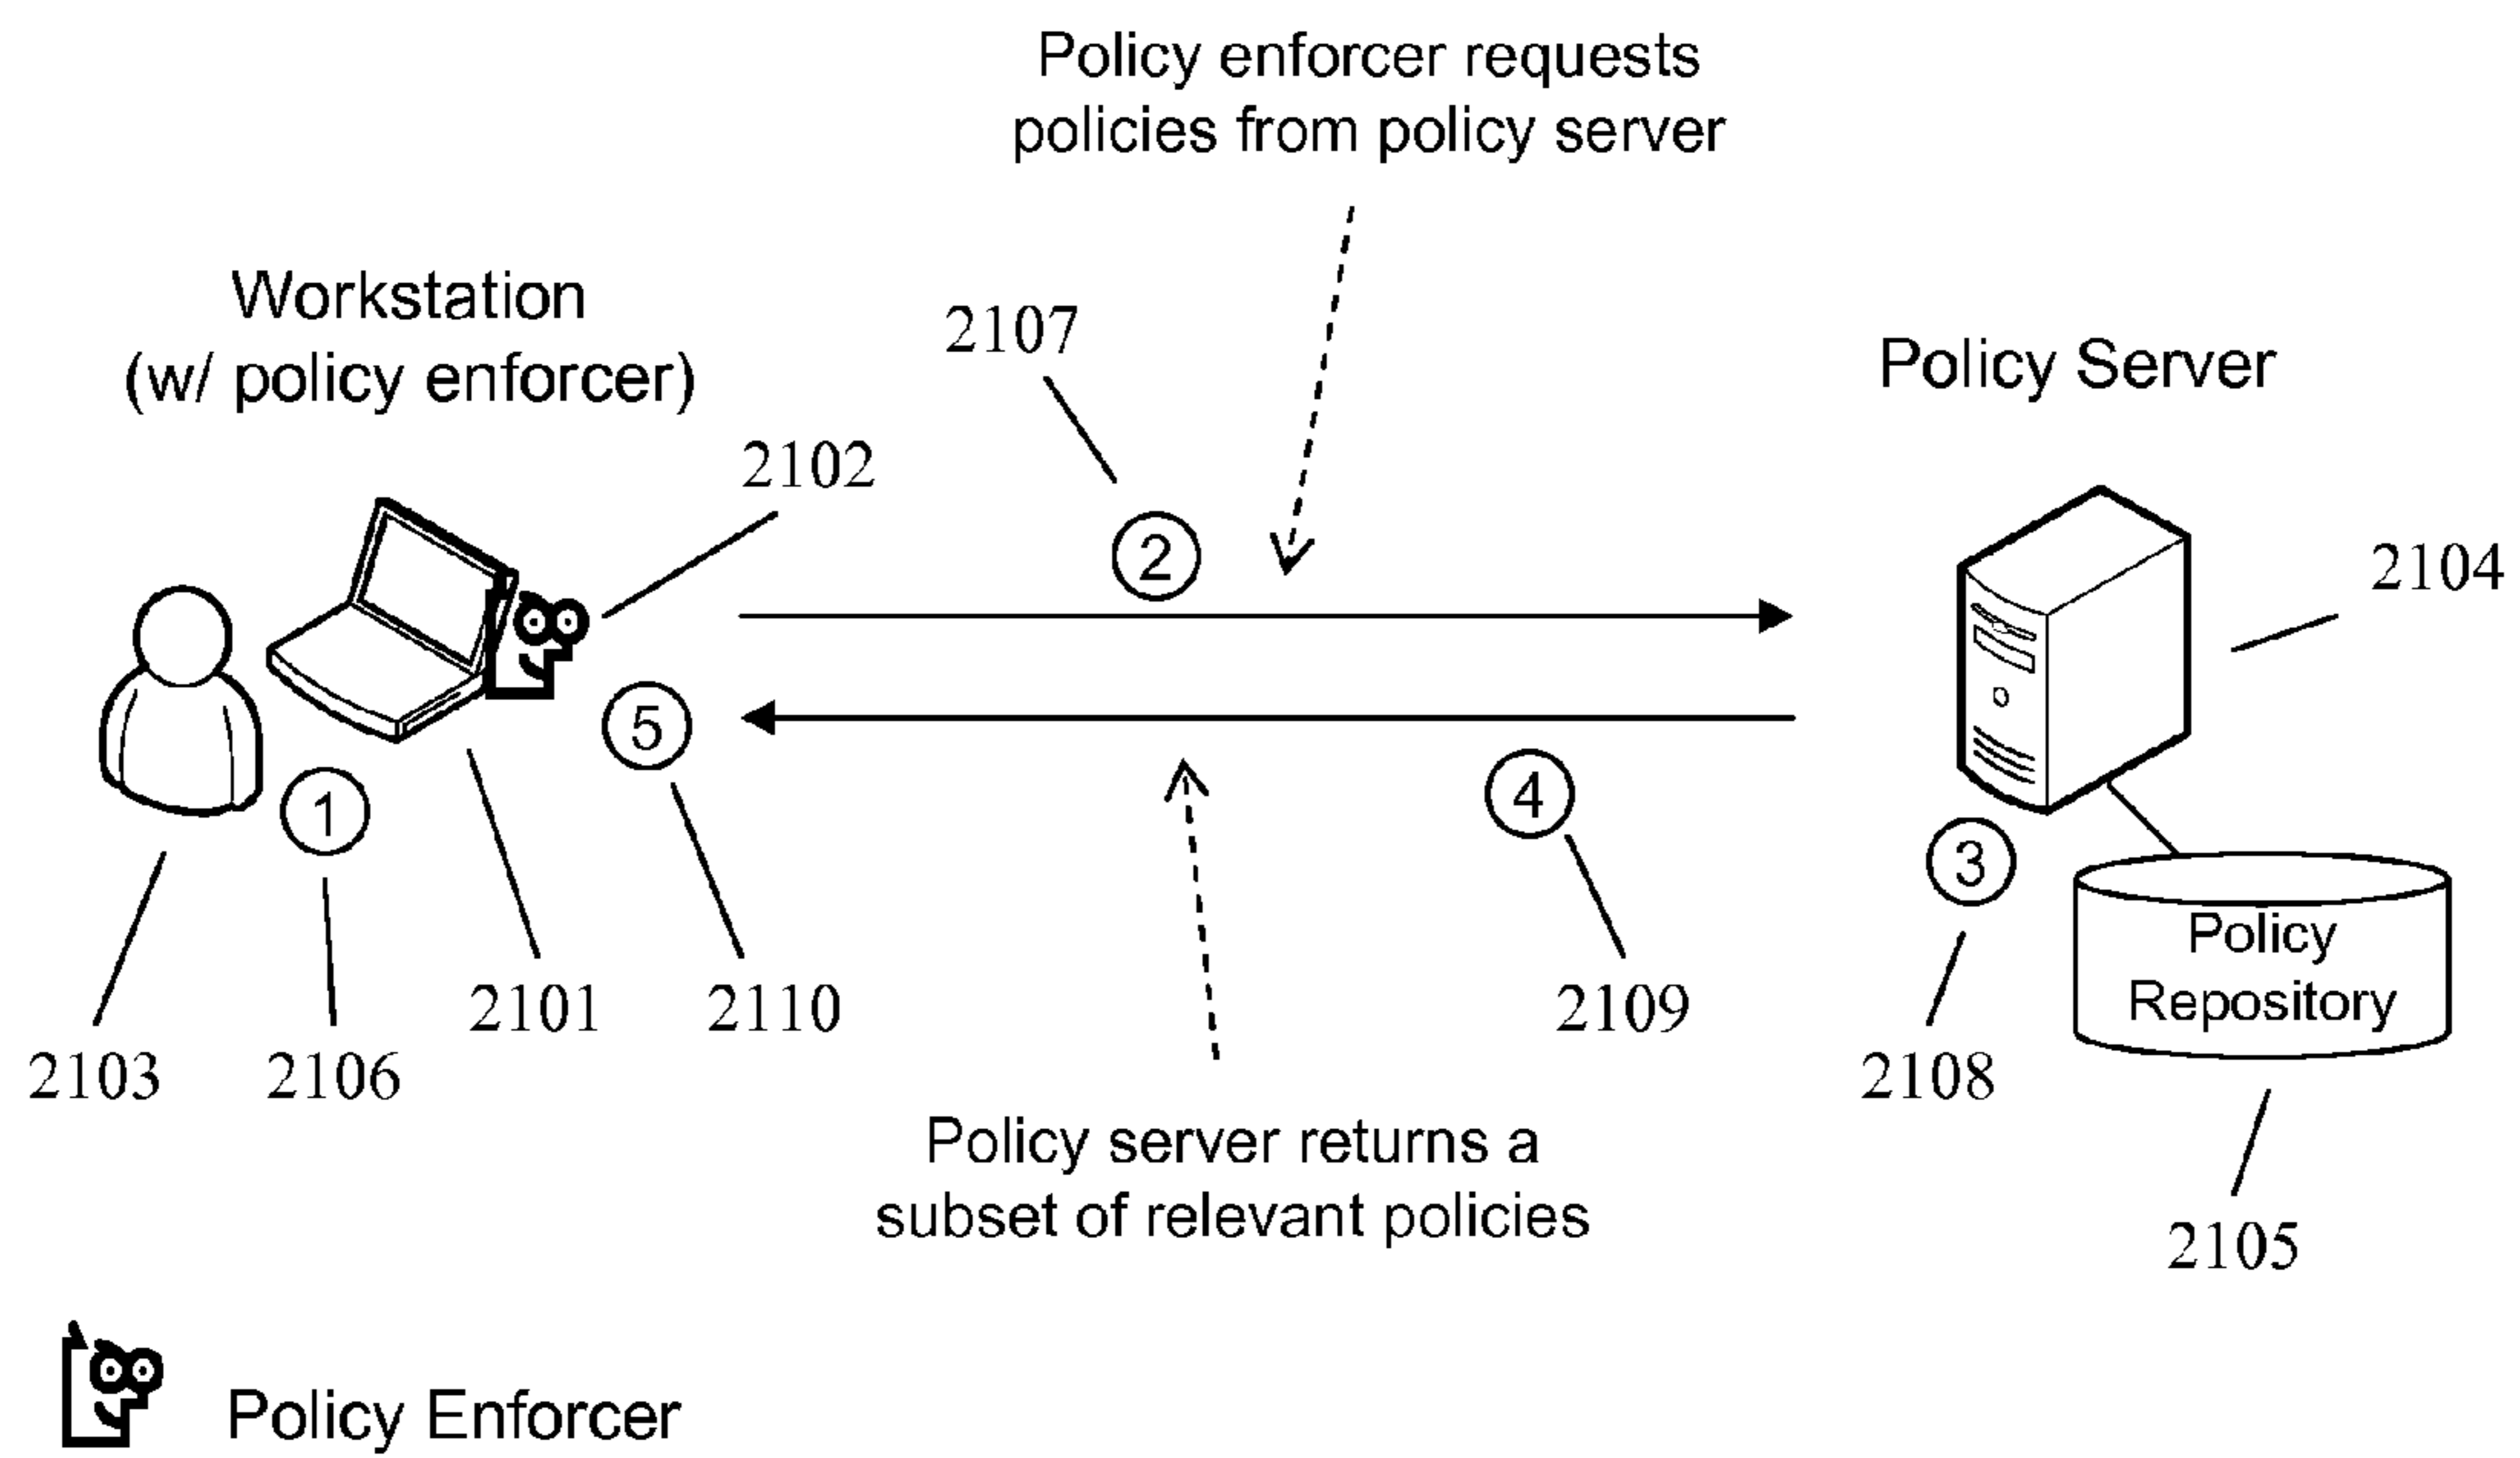 Policy enforcer requests
policies from policy server
Workstation
(w/ policy enforcer)
2107
Policy Server
2102
2
2104
5
4
1
3
Policy
Repository
2101
2110
2109
2103
2106
2108
Policy server returns a
subset of relevant policies
2105
Policy Enforcer